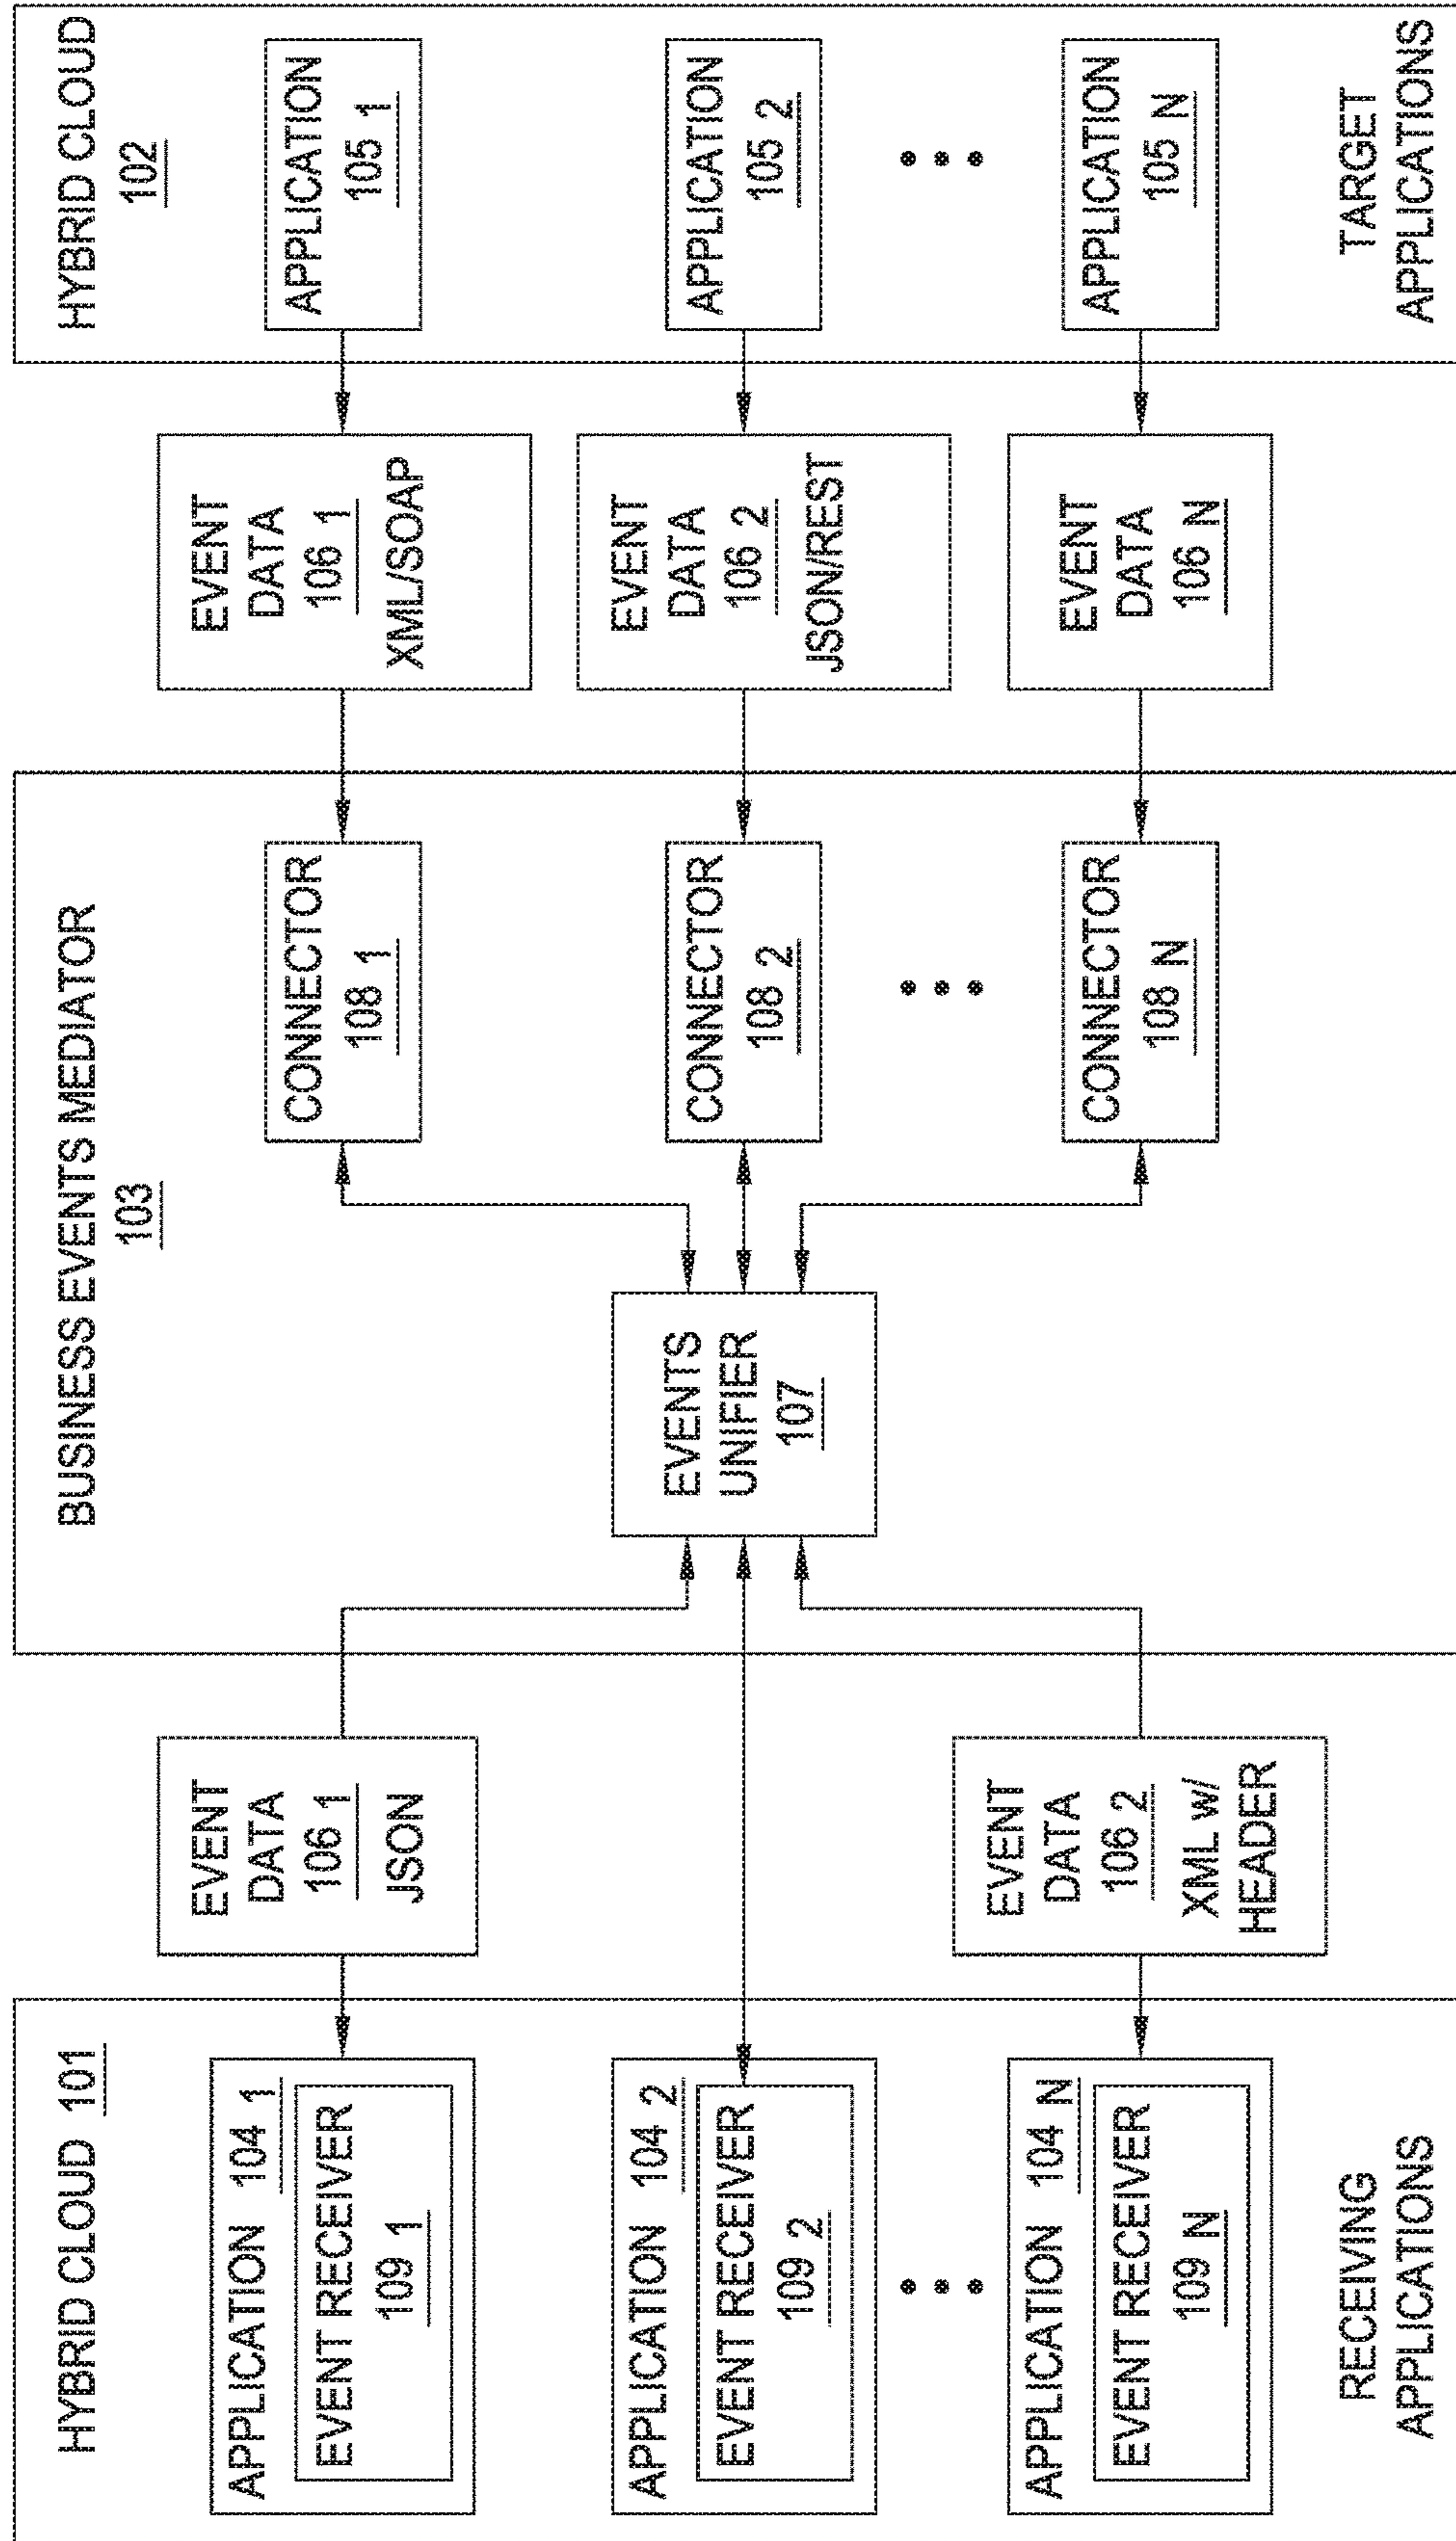 HYBRID CLOUD 101
APPLICATION 104 1
EVENT RECEIVER
109 1
APPLICATION 104 2
EVENT RECEIVER
109 2
APPLICATION 104 N
EVENT RECEIVER
109 N
RECEIVING
APPLICATIONS
EVENT
DATA
106 1
JSON
EVENT
DATA
106 2
XML w/
HEADER
BUSINESS EVENTS MEDIATOR
103
EVENTS
UNIFIER
107
CONNECTOR
108 1
CONNECTOR
108 2
CONNECTOR
108 N
EVENT
DATA
106 1
XML/SOAP
EVENT
DATA
106 2
JSON/REST
EVENT
DATA
106 N
HYBRID CLOUD
102
APPLICATION
105 1
APPLICATION
105 2
APPLICATION
105 N
TARGET
APPLICATIONS